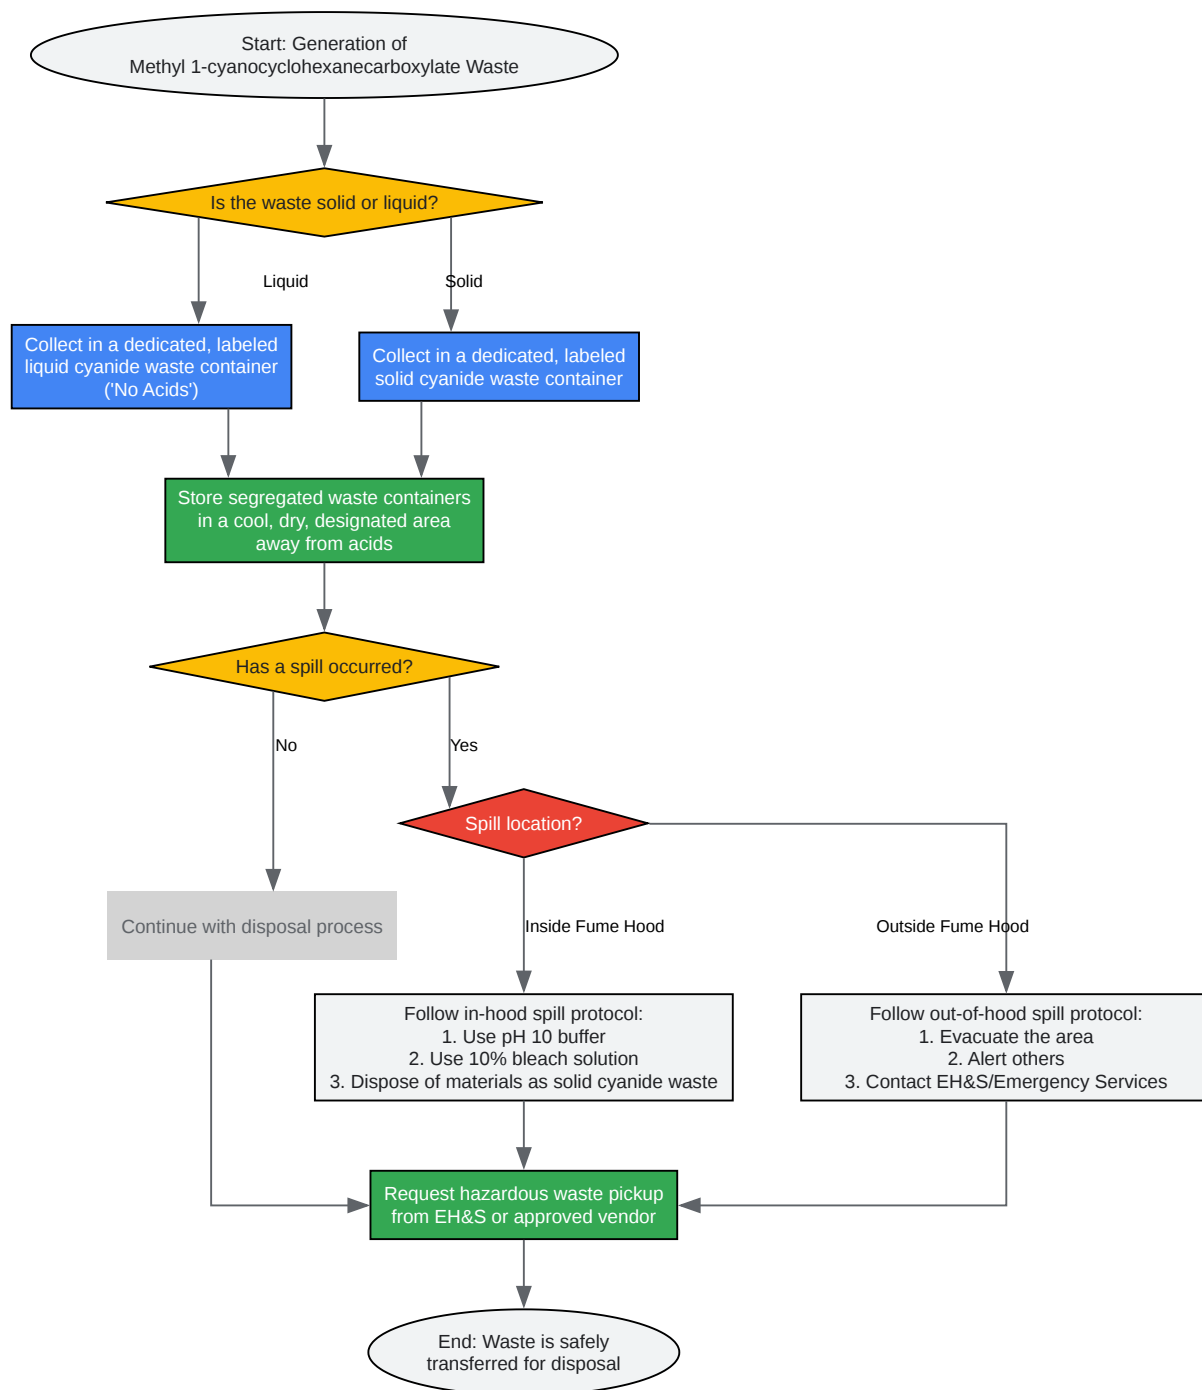 Start: Generation of
Methyl 1-cyanocyclohexanecarboxylate Waste
Is the waste solid or liquid?
Liquid
Solid
Collect in a dedicated, labeled
liquid cyanide waste container
('No Acids')
Collect in a dedicated, labeled
solid cyanide waste container
Store segregated waste containers
in a cool, dry, designated area
away from acids
Has a spill occurred?
No
Yes
Spill location?
Continue with disposal process
Inside Fume Hood
Outside Fume Hood
Follow in-hood spill protocol:
1. Use pH 10 buffer
2. Use 10% bleach solution
3. Dispose of materials as solid cyanide waste
Follow out-of-hood spill protocol:
1. Evacuate the area
2. Alert others
3. Contact EH&S/Emergency Services
Request hazardous waste pickup
from EH&S or approved vendor
End: Waste is safely
transferred for disposal